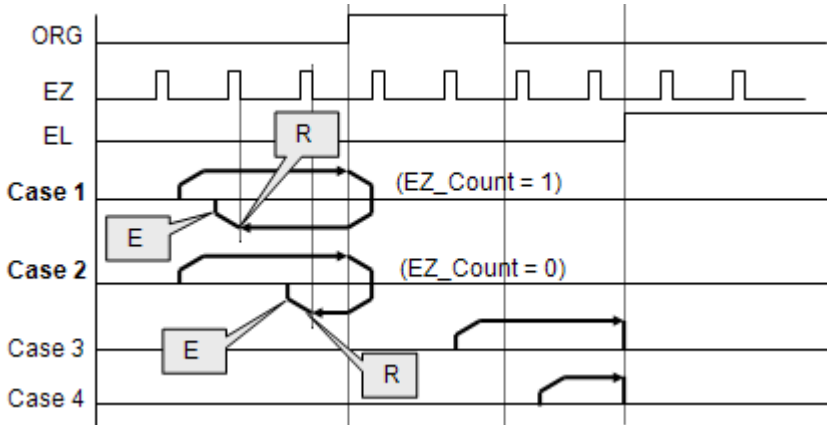 ORG
EZ
EL
R
Case 1
(EZ_Count = 1)
E
Case 2
(EZ_Count = 0)
Case 3
E
R
Case 4